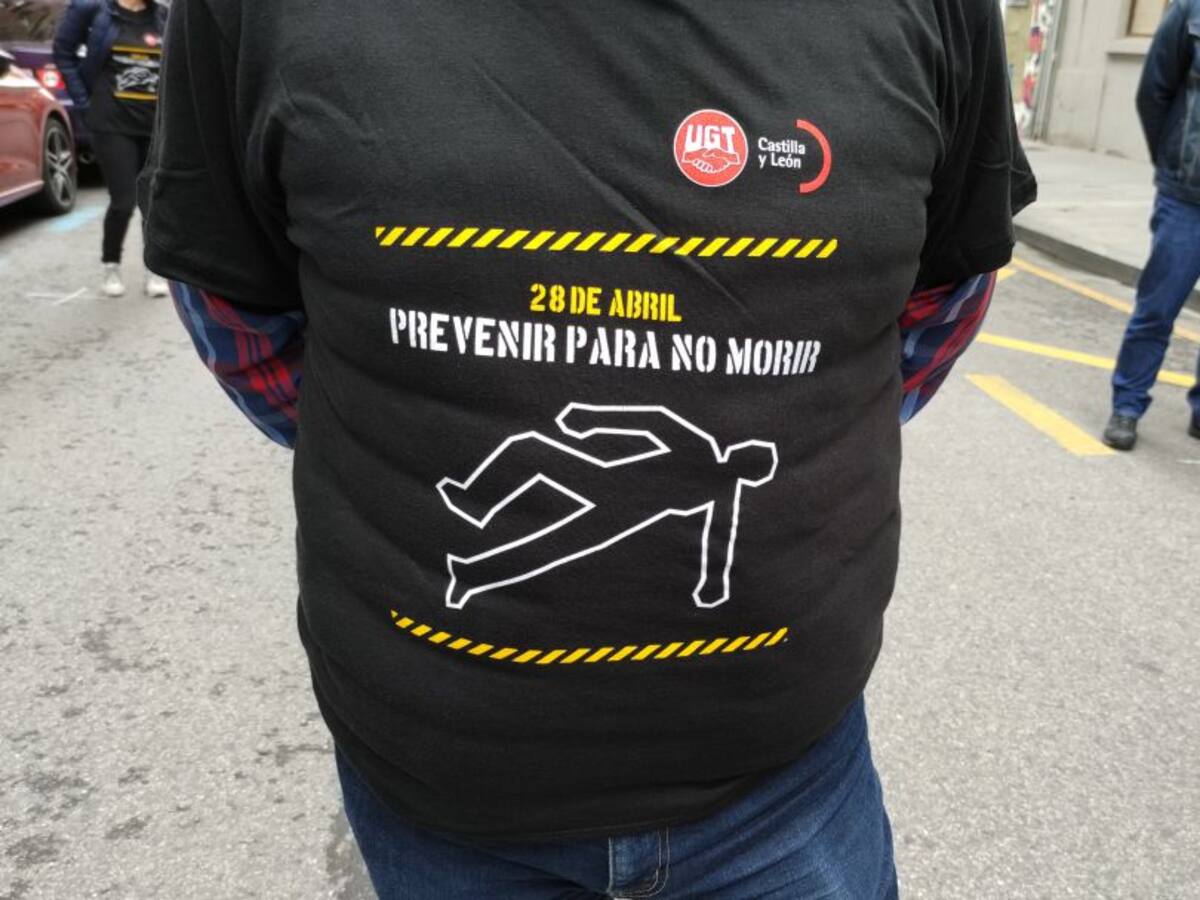 UGT
Castilla
y León
28 DE ABRIL
PREVENIR PARA NO MORIR